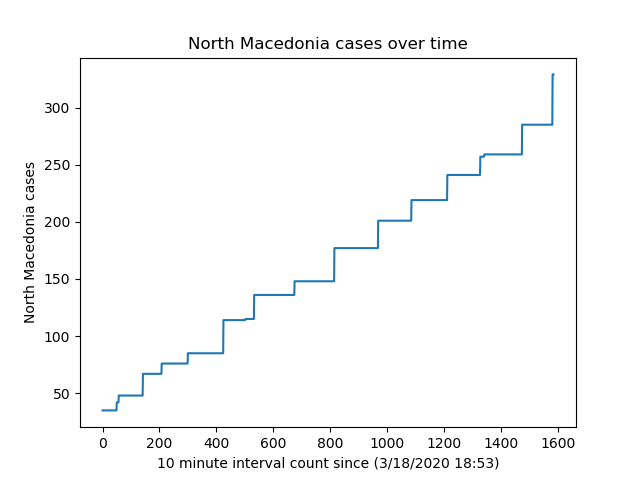 North Macedonia cases over time
300
250
200
150
100
50
North Macedonia cases
0 200 400 600 800 1000 1200 1400 1600
10 minute interval count since (3/18/2020 18:53)